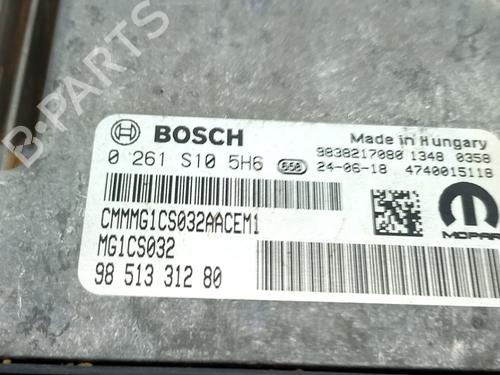 B-PARTS
BOSCH
Made in Hungary
0 261 S10 5H6
658
9838217080 1348 0358
24-06-18 4740015118
CMMMG1CS032AACEM1
MG1CS032
98 513 312 80
MOPAR